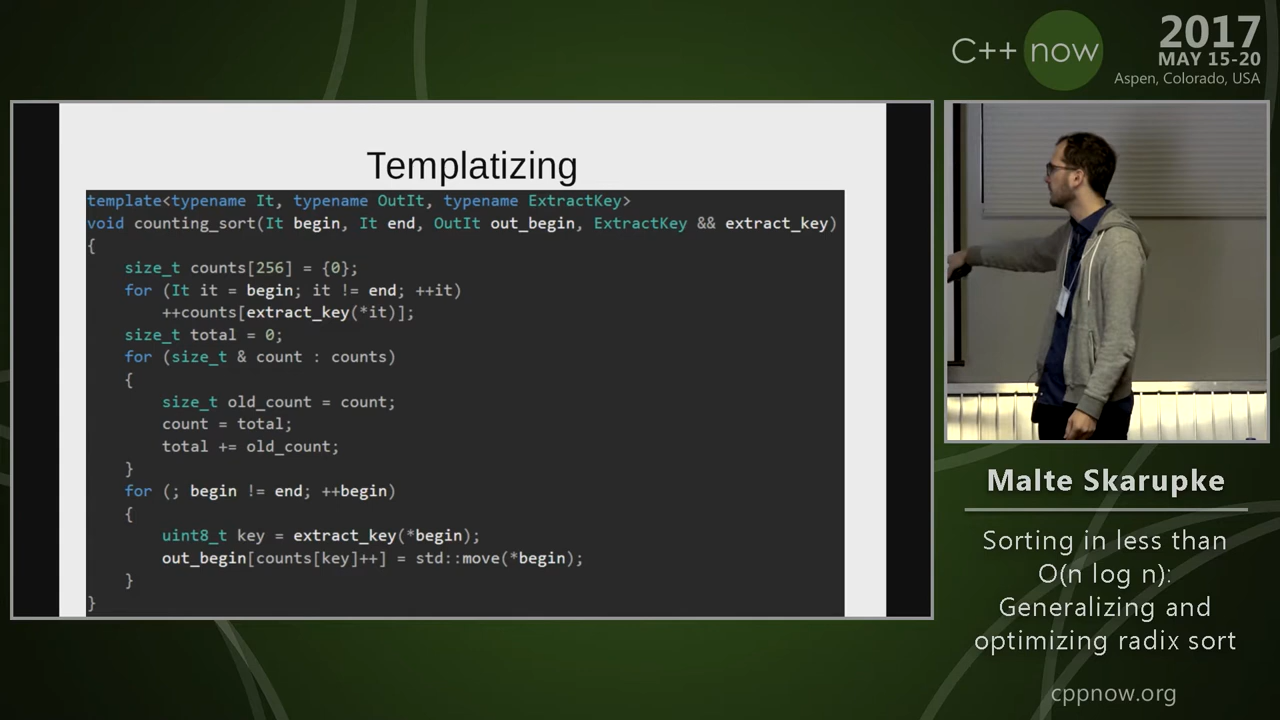 C++ now
2017
MAY 15-20
Aspen, Colorado, USA
Templatizing
template<typename It, typename OutIt, typename ExtractKey>
void counting_sort(It begin, It end, OutIt out_begin, ExtractKey && extract_key)
{
    size_t counts[256] = {0};
    for (It it = begin; it != end; ++it)
        ++counts[extract_key(*it)];
    size_t total = 0;
    for (size_t & count : counts)
    {
        size_t old_count = count;
        count = total;
        total += old_count;
    }
    for (; begin != end; ++begin)
    {
        uint8_t key = extract_key(*begin);
        out_begin[counts[key]++] = std::move(*begin);
    }
}
Malte Skarupke
Sorting in less than
O(n log n):
Generalizing and
optimizing radix sort
cppnow.org